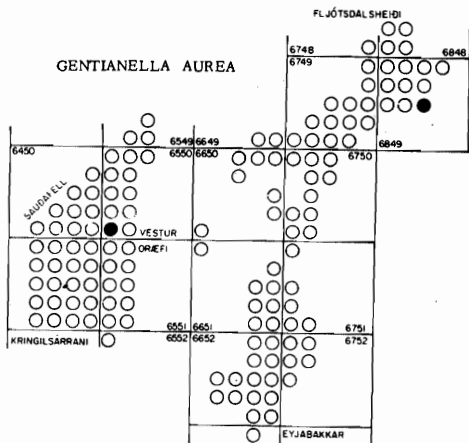 FLJÓTSDALSHEIÐI
GENTIANELLA AUREA
6748 6848
6749
6450 6549 6649
6550 6650 6750 6849
SAUÐAFELL
VESTUR
ÖRÆFI
6551 6651 6751
KRINGILSÁRRANI 6552 6652 6752
EYJABAKKAR